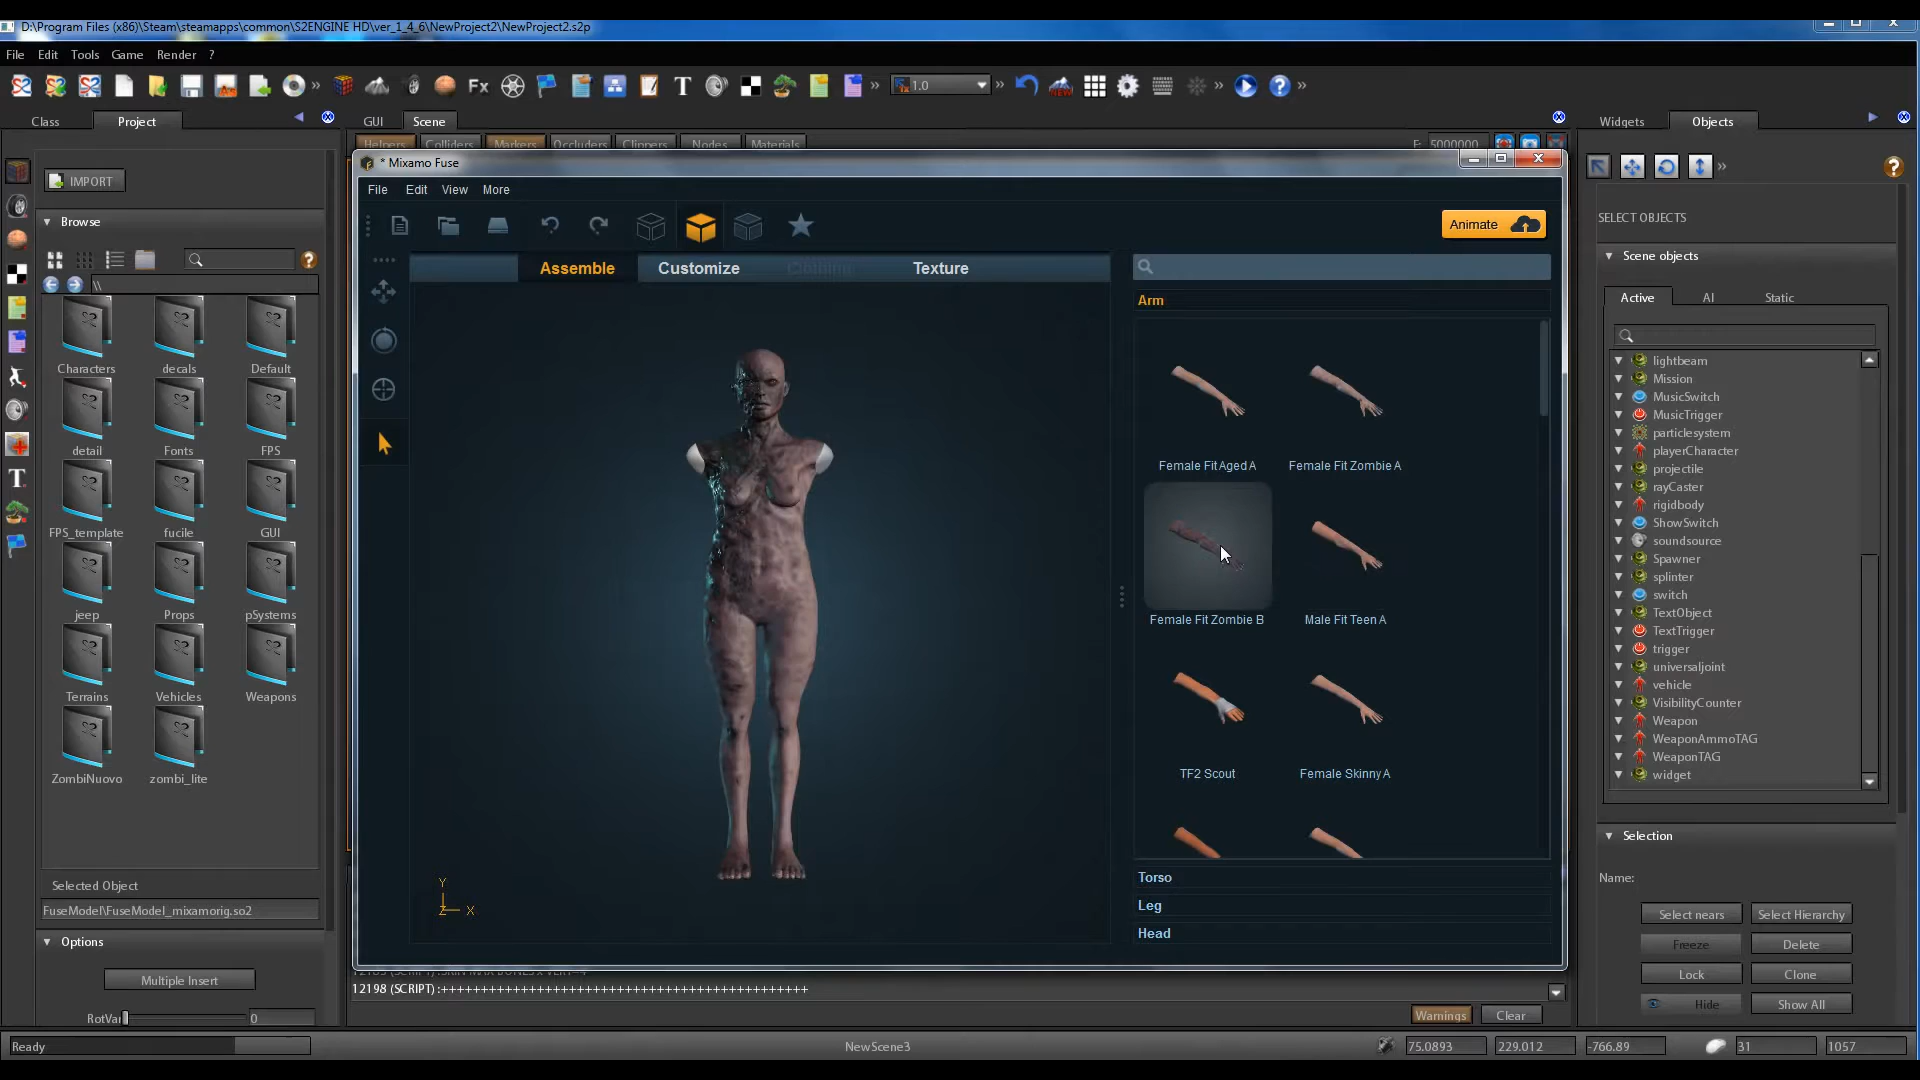 D:\Program Files (x86)\Steam\steamapps\common\S2ENGINE HD\ver_1_4_6\NewProject2\NewProject2.s2p
File Edit Tools Game Render ?
Fx T 1.0
Class Project GUI Scene Widgets Objects
Helpers Colliders Markers Occluders Clippers Nodes Materials F: 5000000
* Mixamo Fuse
IMPORT
File Edit View More
Browse
SELECT OBJECTS
Animate
Scene objects
Assemble Customize Texture
\\
Arm
Active AI Static
Characters decals Default
detail Fonts FPS
FPS_template fucile GUI
jeep Props pSystems
Terrains Vehicles Weapons
ZombiNuovo zombi_lite
Female Fit Aged A Female Fit Zombie A
Female Fit Zombie B Male Fit Teen A
TF2 Scout Female Skinny A
Torso
Leg
Head
Y
Z X
lightbeam
Mission
MusicSwitch
MusicTrigger
particlesystem
playerCharacter
projectile
rayCaster
rigidbody
ShowSwitch
soundsource
Spawner
splinter
switch
TextObject
TextTrigger
trigger
universaljoint
vehicle
VisibilityCounter
Weapon
WeaponAmmoTAG
WeaponTAG
widget
Selection
Name:
Select nears Select Hierarchy
Freeze Delete
Lock Clone
Hide Show All
Selected Object
FuseModel\FuseModel_mixamorig.so2
Options
Multiple Insert
RotVar 0
12198 (SCRIPT) :++++++++++++++++++++++++++++++++++++++++++++++
Warnings Clear
Ready NewScene3 75.0893 229.012 -766.89 31 1057